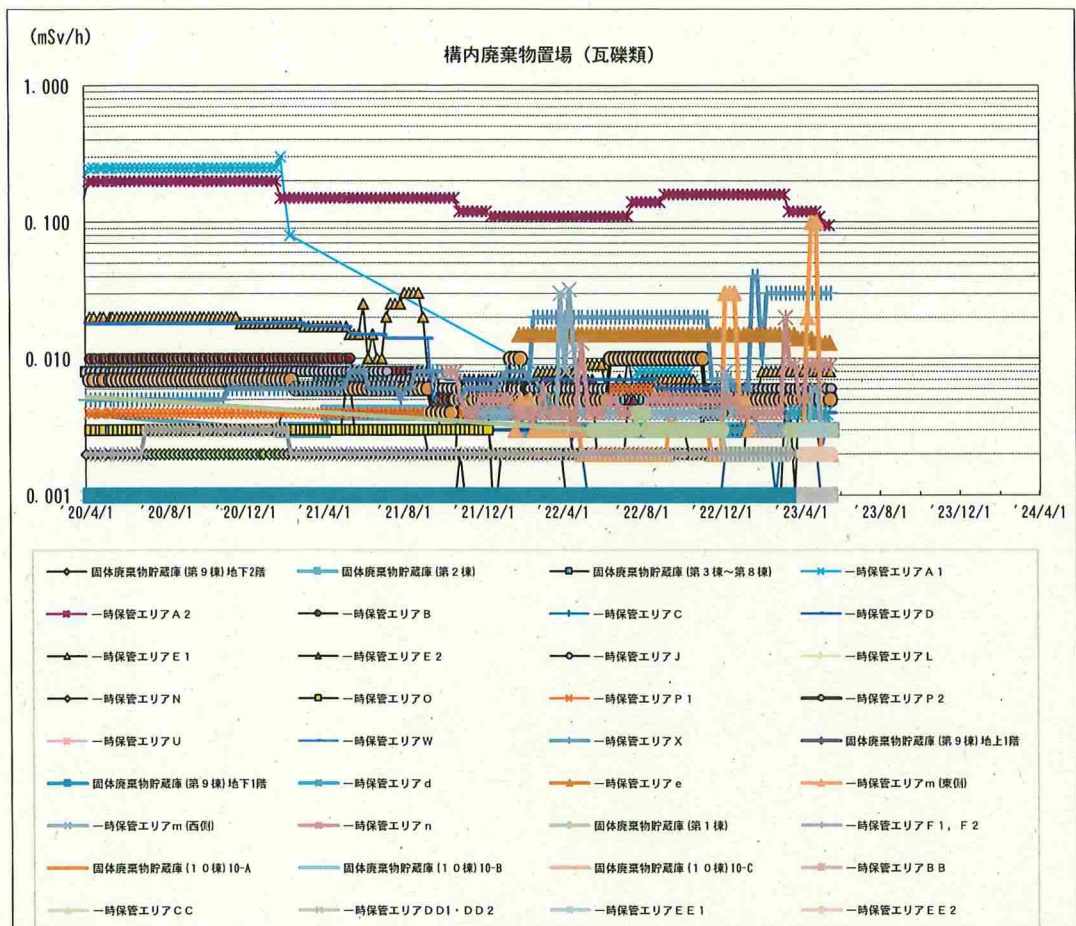 (mSv/h)
構内廃棄物置場（瓦礫類）
1.000
0.100
0.010
0.001
20/4/1 20/8/1 20/12/1 21/4/1 21/8/1 21/12/1 22/4/1 22/8/1 22/12/1 23/4/1 23/8/1 23/12/1 24/4/1
固体廃棄物貯蔵庫(第9棟)地下2階 固体廃棄物貯蔵庫(第2棟) 固体廃棄物貯蔵庫(第3棟～第8棟) 一時保管エリアA1
一時保管エリアA2 一時保管エリアB 一時保管エリアC 一時保管エリアD
一時保管エリアE1 一時保管エリアE2 一時保管エリアJ 一時保管エリアL
一時保管エリアN 一時保管エリアO 一時保管エリアP1 一時保管エリアP2
一時保管エリアU 一時保管エリアW 一時保管エリアX 固体廃棄物貯蔵庫(第9棟)地上1階
固体廃棄物貯蔵庫(第9棟)地下1階 一時保管エリアd 一時保管エリアe 一時保管エリアm(東側)
一時保管エリアm(西側) 一時保管エリアn 固体廃棄物貯蔵庫(第1棟) 一時保管エリアF1，F2
固体廃棄物貯蔵庫(10棟)10-A 固体廃棄物貯蔵庫(10棟)10-B 固体廃棄物貯蔵庫(10棟)10-C 一時保管エリアBB
一時保管エリアCC 一時保管エリアDD1・DD2 一時保管エリアEE1 一時保管エリアEE2